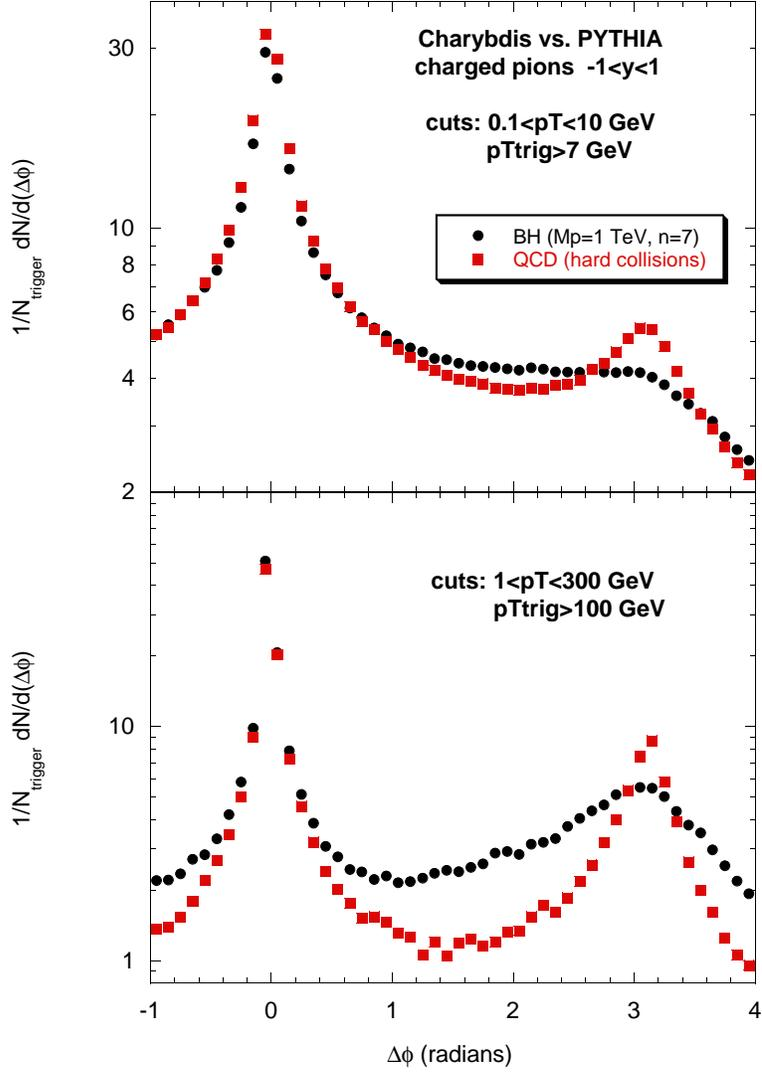 Charybdis vs. PYTHIA
charged pions -1<y<1
cuts: 0.1<pT<10 GeV
pTtrig>7 GeV
BH (Mp=1 TeV, n=7)
QCD (hard collisions)
1/N trigger dN/d(Δϕ)
30
10
8
6
4
2
cuts: 1<pT<300 GeV
pTtrig>100 GeV
1/N trigger dN/d(Δϕ)
10
1
-1 0 1 2 3 4
Δϕ (radians)